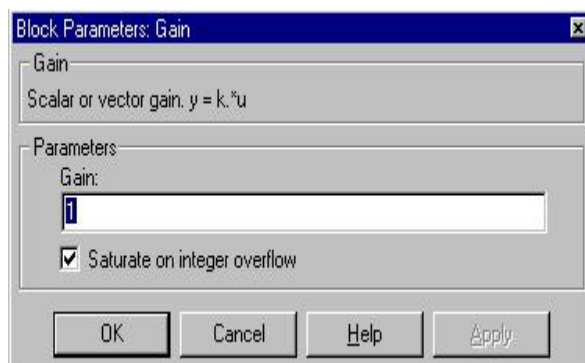 Block Parameters: Gain
Gain
Scalar or vector gain. y = k.*u
Parameters
Gain:
1
Saturate on integer overflow
OK Cancel Help Apply